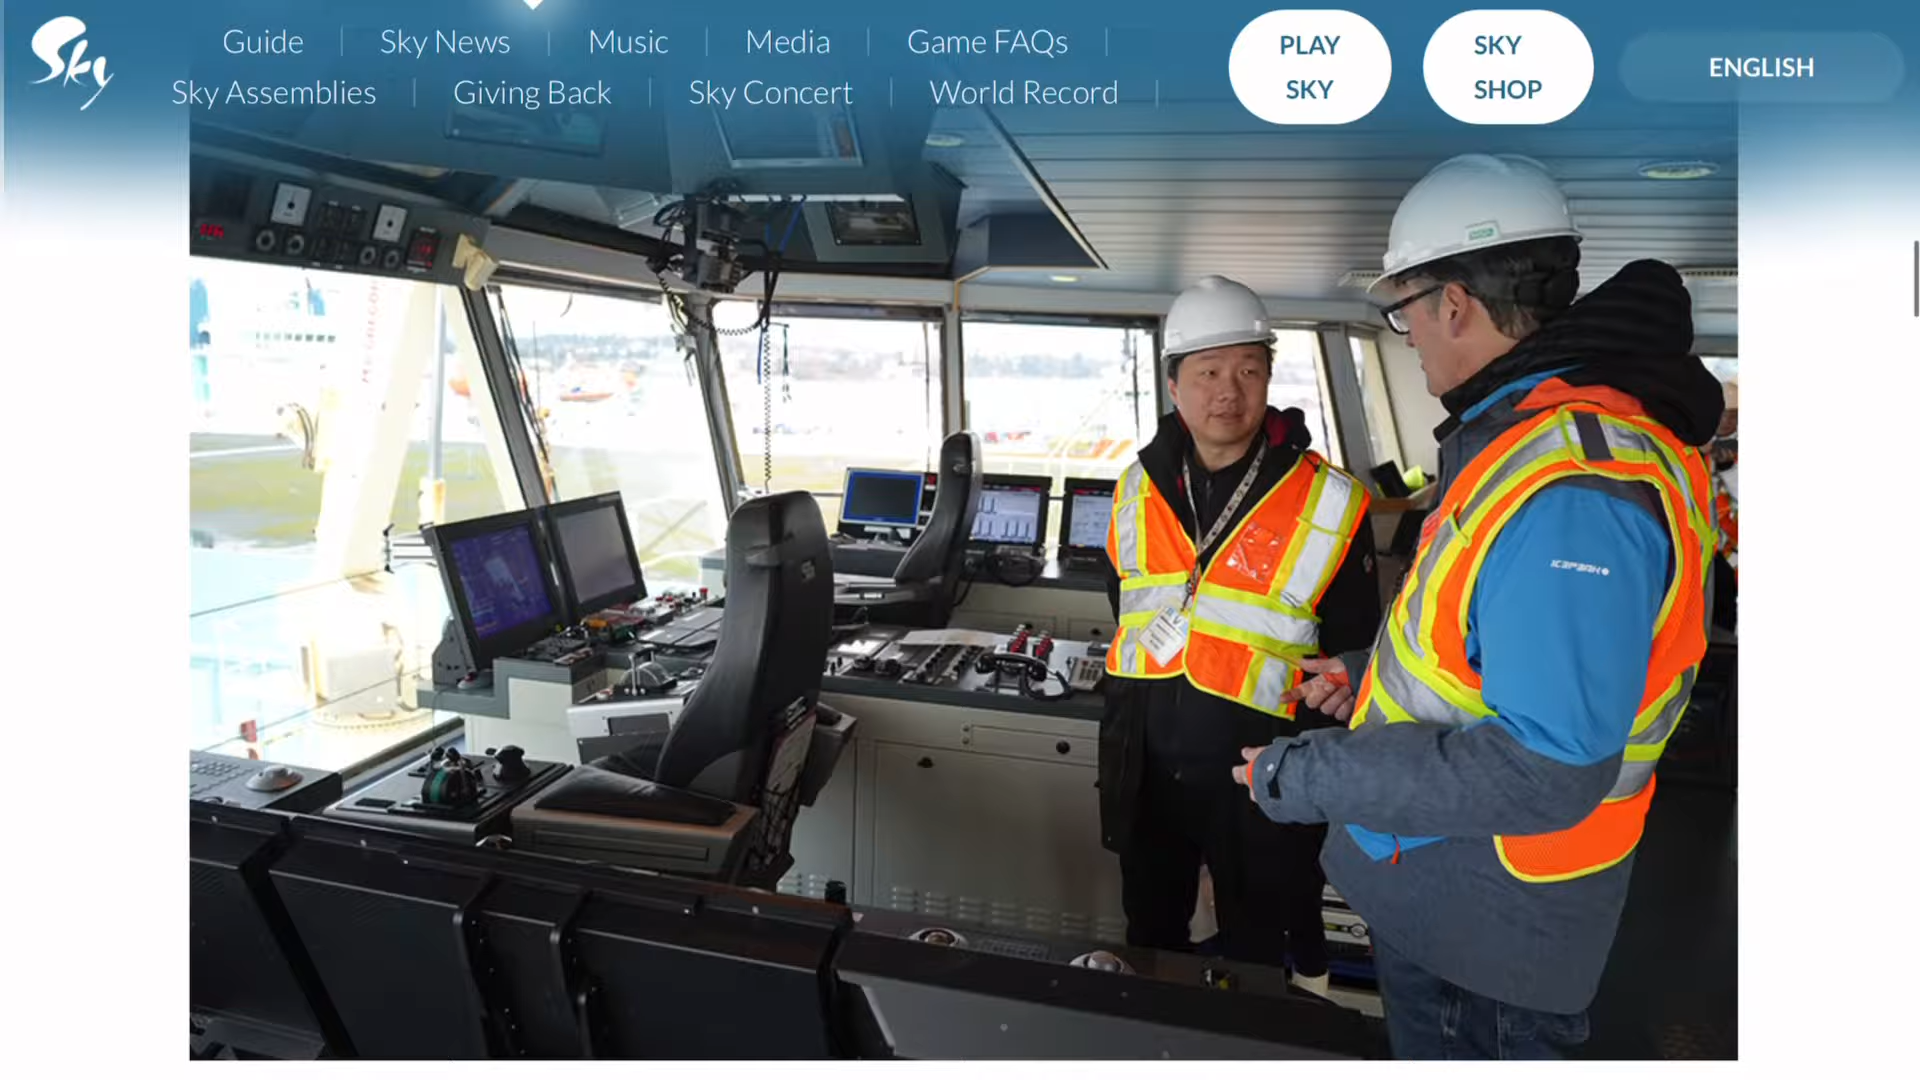 Sky
Guide
Sky News
Music
Media
Game FAQs
Sky Assemblies
Giving Back
Sky Concert
World Record
PLAY
SKY
SKY
SHOP
ENGLISH
ICEPEAK